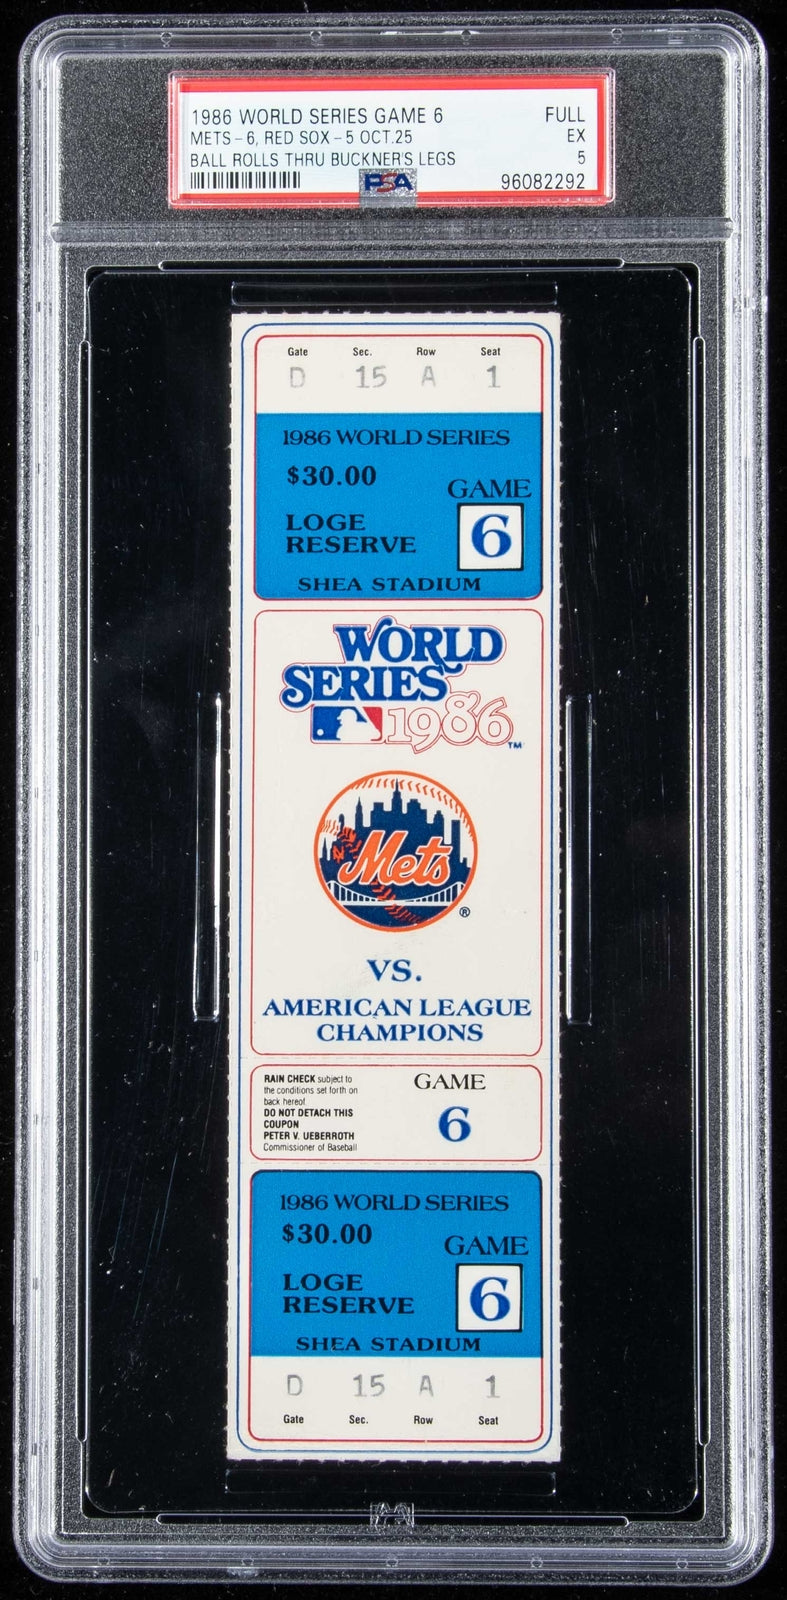 1986 WORLD SERIES GAME 6 FULL
METS-6, RED SOX-5 OCT.25 EX
BALL ROLLS THRU BUCKNER'S LEGS 5
PSA 96082292
Gate Sec. Row Seat
D 15 A 1
1986 WORLD SERIES
$30.00
GAME
LOGE
RESERVE
6
SHEA STADIUM
WORLD
SERIES
1986 ™
Mets
®
VS.
AMERICAN LEAGUE
CHAMPIONS
RAIN CHECK subject to
the conditions set forth on
back hereof
DO NOT DETACH THIS
COUPON
PETER V. UEBERROTH
Commissioner of Baseball
GAME
6
1986 WORLD SERIES
$30.00
GAME
LOGE
RESERVE
6
SHEA STADIUM
D 15 A 1
Gate Sec. Row Seat